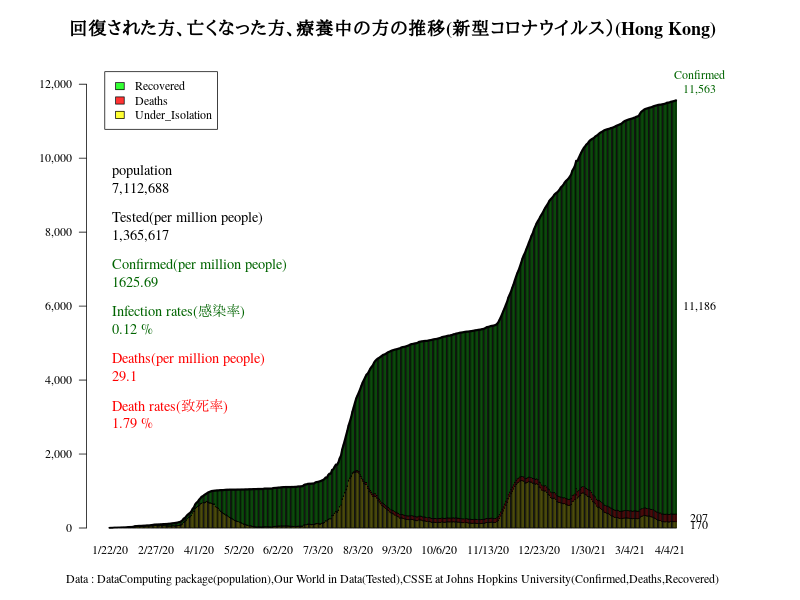 回復された方、亡くなった方、療養中の方の推移(新型コロナウイルス）(Hong Kong)
Confirmed
11,563
Recovered
Deaths
Under_Isolation
population
7,112,688
Tested(per million people)
1,365,617
Confirmed(per million people)
1625.69
Infection rates(感染率)
0.12 %
Deaths(per million people)
29.1
Death rates(致死率)
1.79 %
12,000
10,000
8,000
6,000
4,000
2,000
0
11,186
207
170
1/22/20 2/27/20 4/1/20 5/2/20 6/2/20 7/3/20 8/3/20 9/3/20 10/6/20 11/13/20 12/23/20 1/30/21 3/4/21 4/4/21
Data : DataComputing package(population),Our World in Data(Tested),CSSE at Johns Hopkins University(Confirmed,Deaths,Recovered)